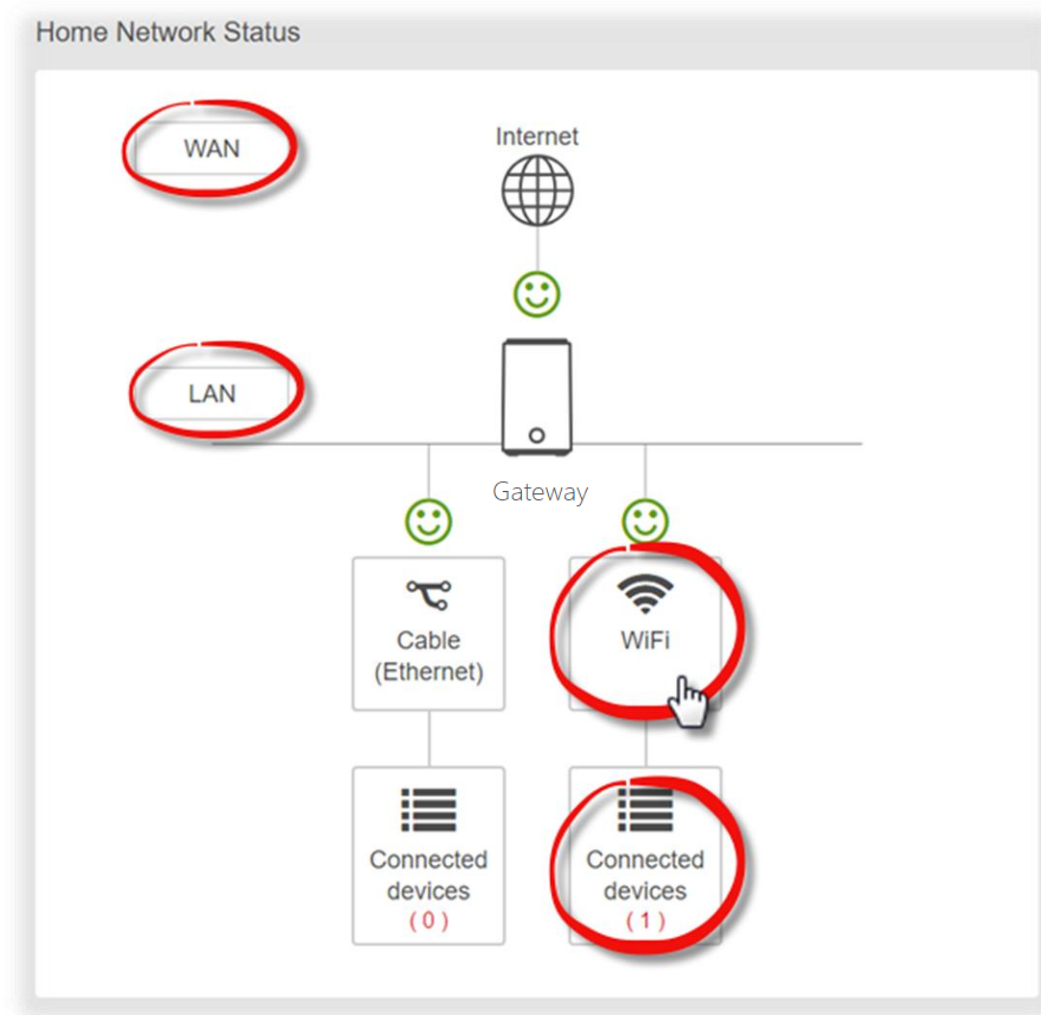 Home Network Status
WAN
Internet
LAN
Gateway
Cable
(Ethernet)
WiFi
Connected
devices
( 0 )
Connected
devices
( 1 )